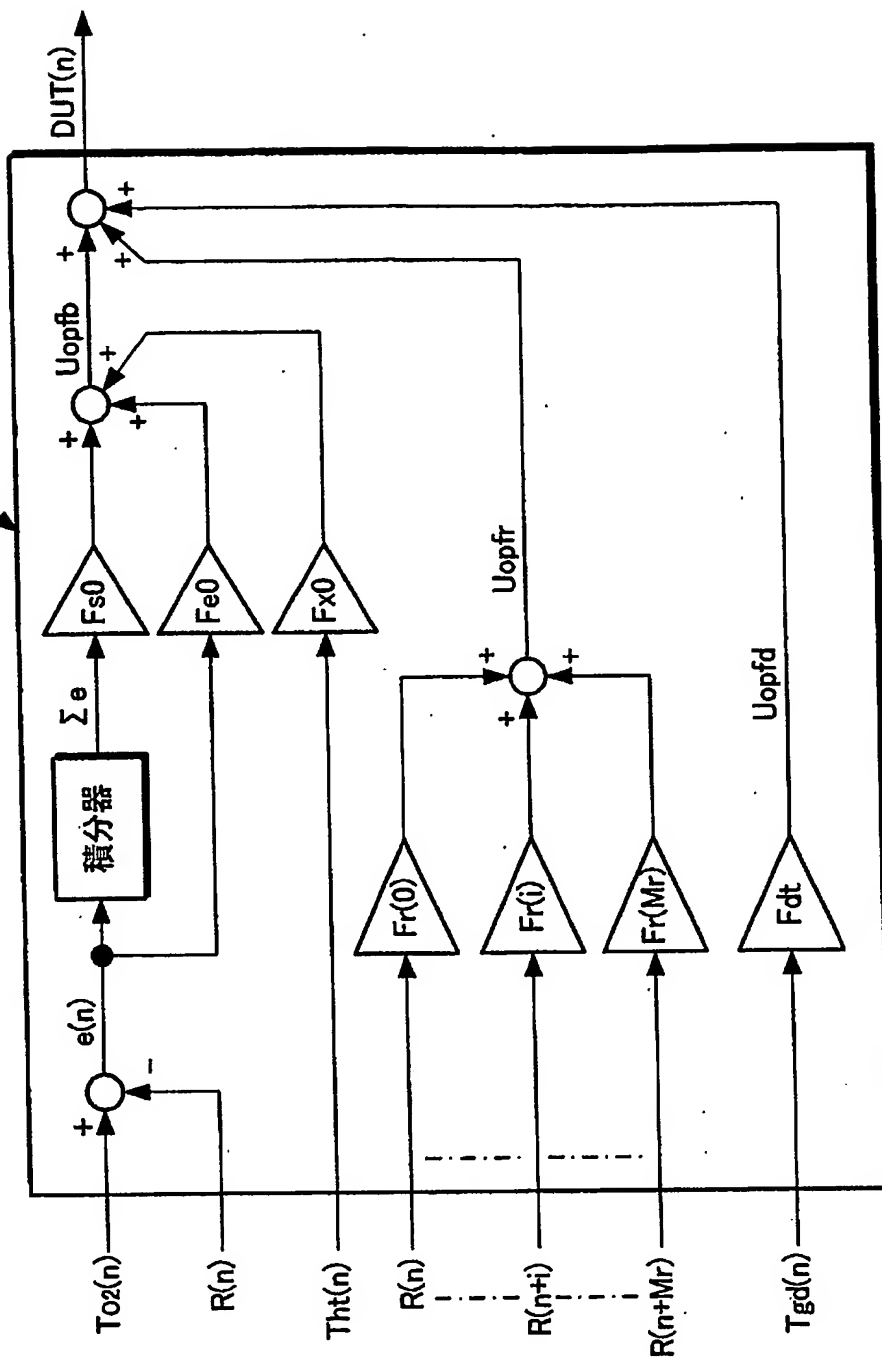 To2(n)
R(n)
Tht(n)
R(n)
R(n+i)
R(n+Mr)
Tgd(n)
+
-
e(n)
積分器
Σe
Fs0
Fe0
Fx0
Fr(0)
Fr(i)
Fr(Mr)
Fdt
+
+
+
Uopfb
+
+
+
Uopfr
Uopfd
+
+
+
DUT(n)